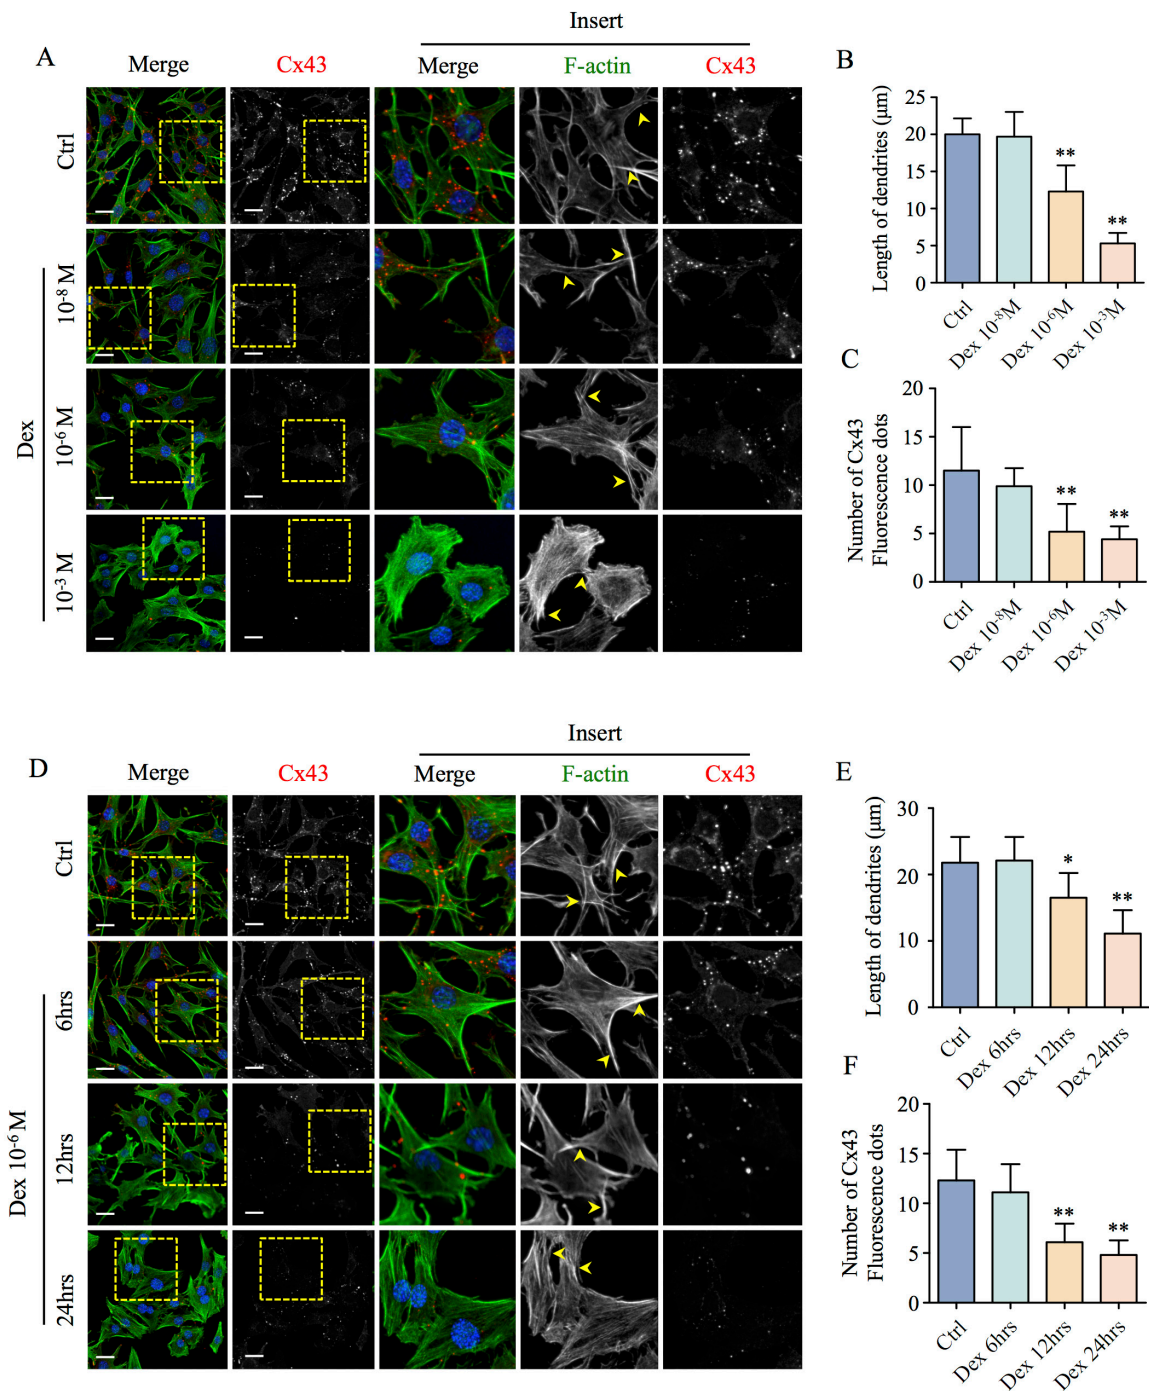 A
Insert
Merge Cx43 Merge F-actin Cx43
Ctrl
Dex
10⁻⁸ M
10⁻⁶ M
10⁻³ M
B
Length of dendrites (μm)
25
20
15
10
5
0
** **
Ctrl Dex 10⁻⁸M Dex 10⁻⁶M Dex 10⁻³M
C
Number of Cx43
Fluorescence dots
20
15
10
5
0
** **
Ctrl Dex 10⁻⁸M Dex 10⁻⁶M Dex 10⁻³M
D
Insert
Merge Cx43 Merge F-actin Cx43
Ctrl
Dex 10⁻⁶ M
6hrs
12hrs
24hrs
E
Length of dendrites (μm)
30
20
10
0
* **
Ctrl Dex 6hrs Dex 12hrs Dex 24hrs
F
Number of Cx43
Fluorescence dots
20
15
10
5
0
** **
Ctrl Dex 6hrs Dex 12hrs Dex 24hrs